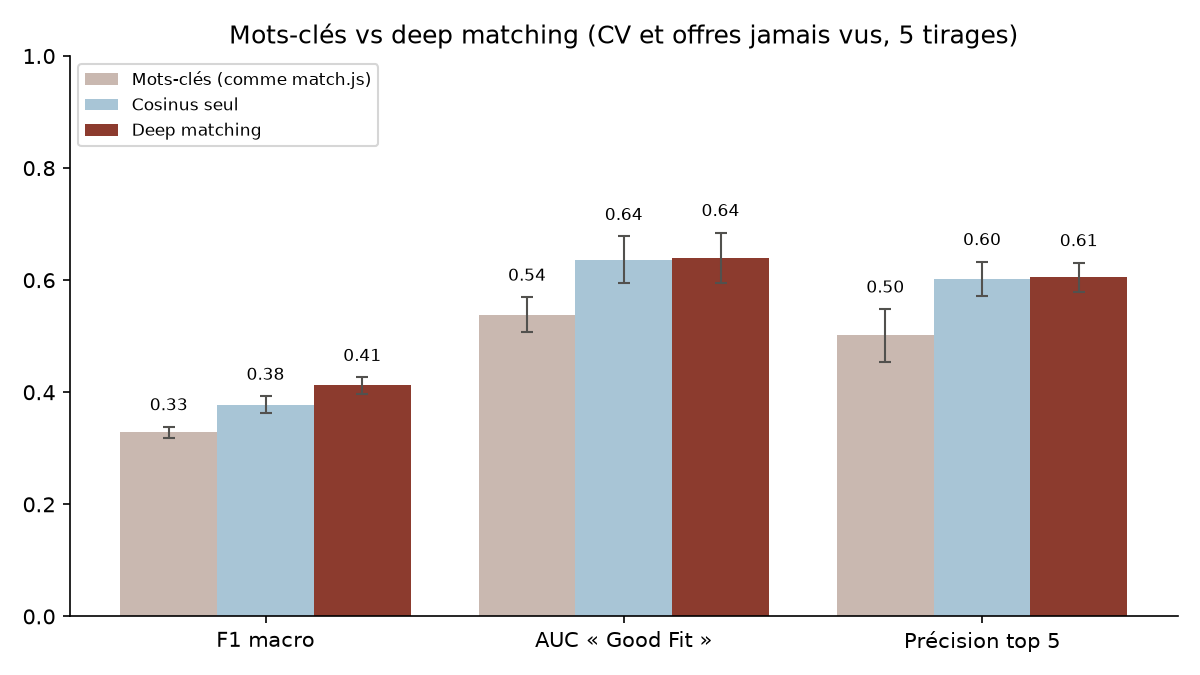 Mots-clés vs deep matching (CV et offres jamais vus, 5 tirages)
Mots-clés (comme match.js)
Cosinus seul
Deep matching
1.0
0.8
0.6
0.4
0.2
0.0
0.33
0.38
0.41
0.54
0.64
0.64
0.50
0.60
0.61
F1 macro
AUC « Good Fit »
Précision top 5